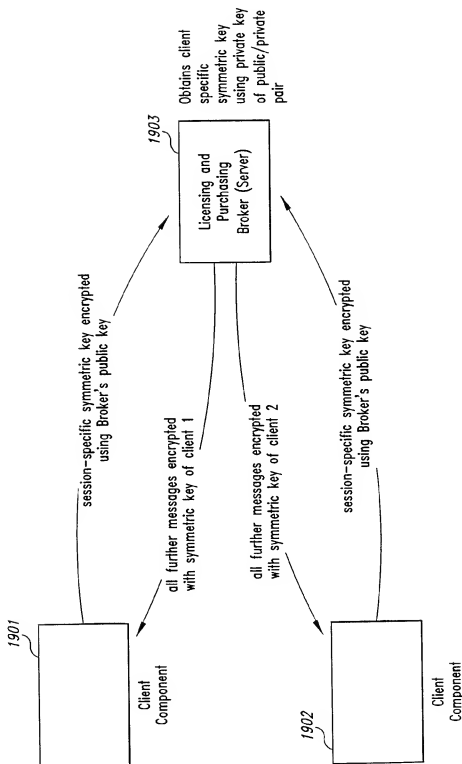 1901
Client
Component
session-specific symmetric key encrypted
using Broker's public key
all further messages encrypted
with symmetric key of client 1
1903
Licensing and
Purchasing
Broker (Server)
Obtains client
specific
symmetric key
using private key
of public/private
pair
all further messages encrypted
with symmetric key of client 2
session-specific symmetric key encrypted
using Broker's public key
1902
Client
Component